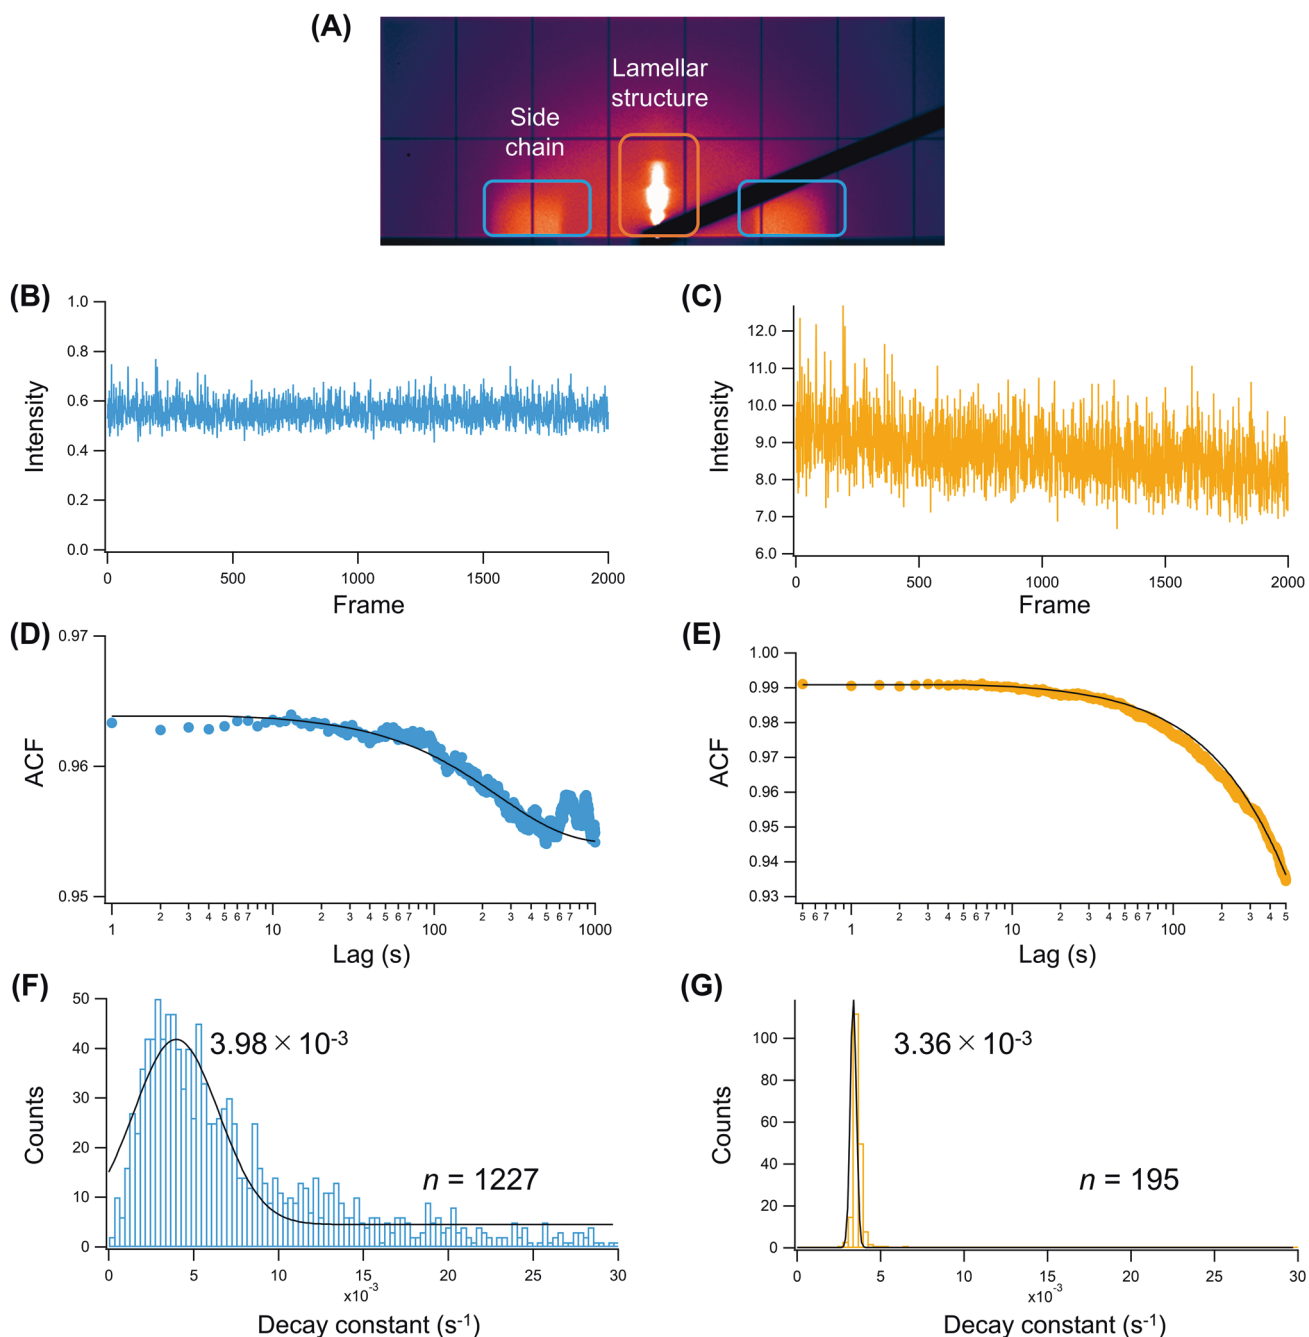 (A)
Lamellar
structure
Side
chain
(B)
1.0
0.8
0.6
0.4
0.2
0.0
Intensity
0 500 1000 1500 2000
Frame
(C)
12.0
11.0
10.0
9.0
8.0
7.0
6.0
Intensity
0 500 1000 1500 2000
Frame
(D)
0.97
0.96
0.95
ACF
2 3 4 5 6 7 2 3 4 5 6 7 2 3 4 5 6 7
1 10 100 1000
Lag (s)
(E)
1.00
0.99
0.98
0.97
0.96
0.95
0.94
0.93
ACF
5 6 7 2 3 4 5 6 7 2 3 4 5 6 7 2 3 4 5
1 10 100
Lag (s)
(F)
50
40
30
20
10
0
Counts
3.98 × 10⁻³
n = 1227
0 5 10 15 20 25 30
x10⁻³
Decay constant (s⁻¹)
(G)
100
80
60
40
20
0
Counts
3.36 × 10⁻³
n = 195
0 5 10 15 20 25 30
x10⁻³
Decay constant (s⁻¹)